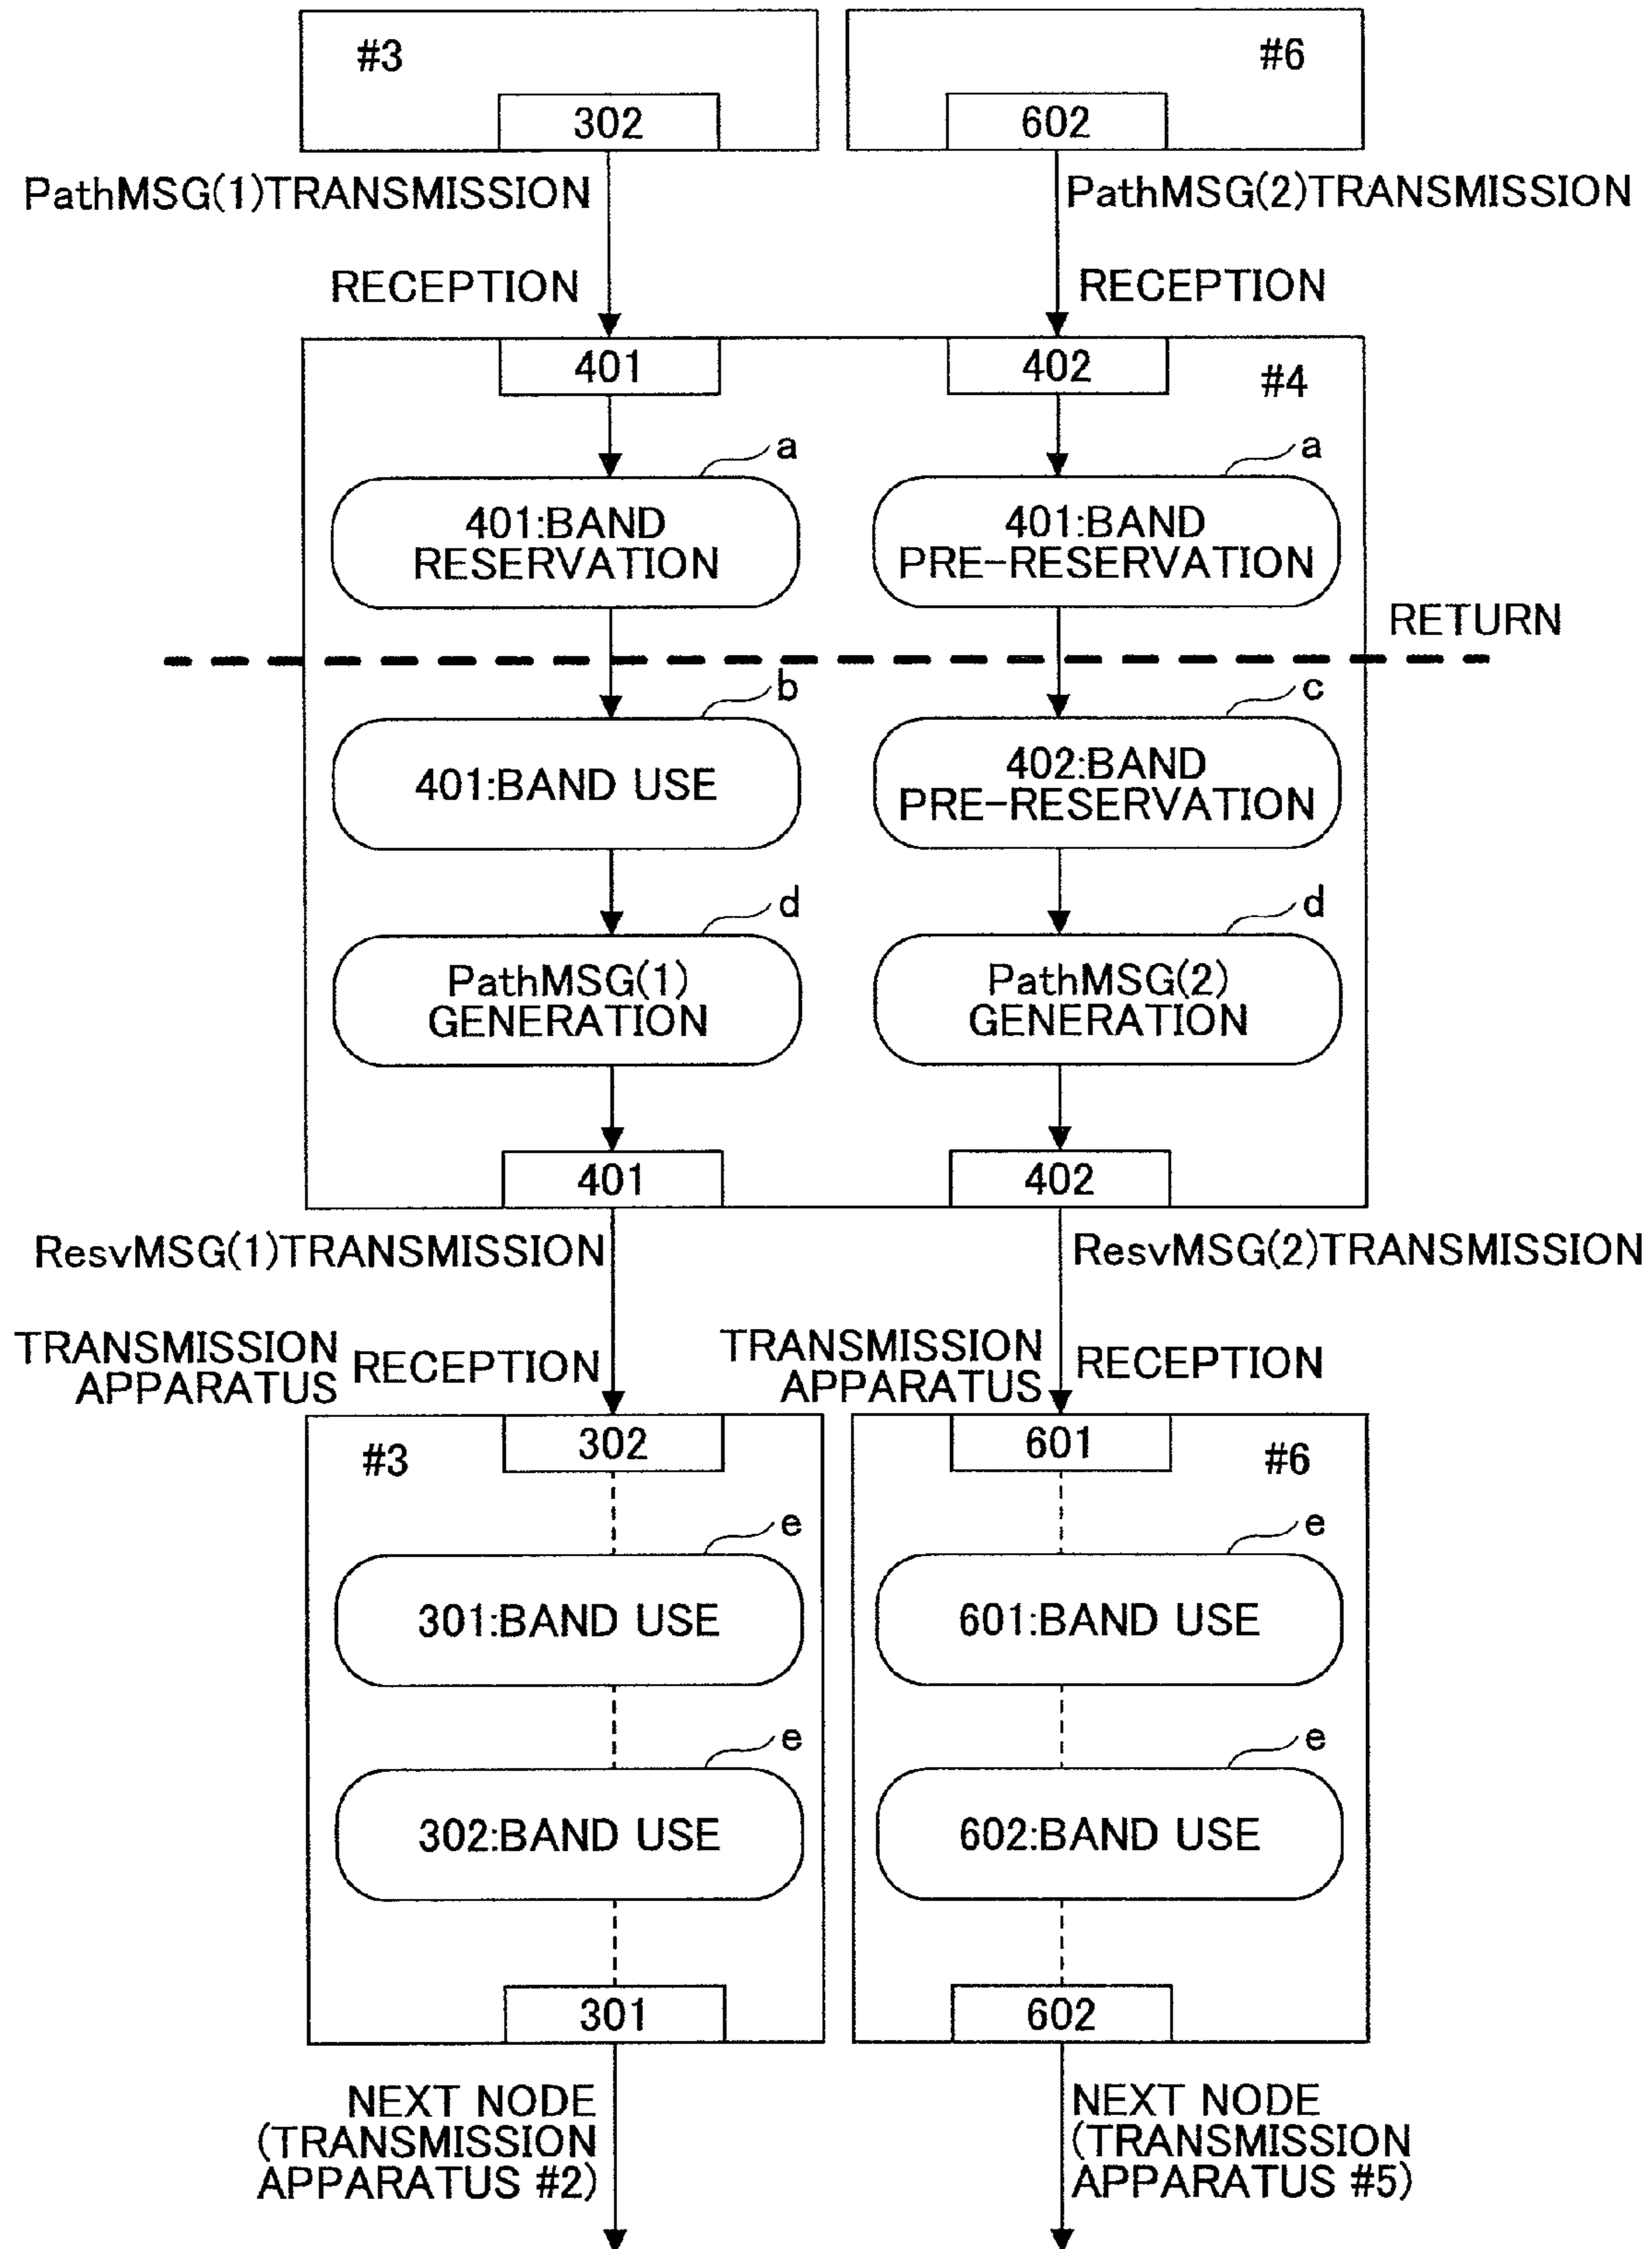 #3
#6
302
602
PathMSG(1)TRANSMISSION
PathMSG(2)TRANSMISSION
RECEPTION
RECEPTION
401
402
#4
a
a
401:BAND
RESERVATION
401:BAND
PRE-RESERVATION
RETURN
b
c
401:BAND USE
402:BAND
PRE-RESERVATION
d
d
PathMSG(1)
GENERATION
PathMSG(2)
GENERATION
401
402
ResvMSG(1)TRANSMISSION
ResvMSG(2)TRANSMISSION
TRANSMISSION
APPARATUS
RECEPTION
TRANSMISSION
APPARATUS
RECEPTION
302
601
#3
#6
e
e
301:BAND USE
601:BAND USE
e
e
302:BAND USE
602:BAND USE
301
602
NEXT NODE
(TRANSMISSION
APPARATUS #2)
NEXT NODE
(TRANSMISSION
APPARATUS #5)